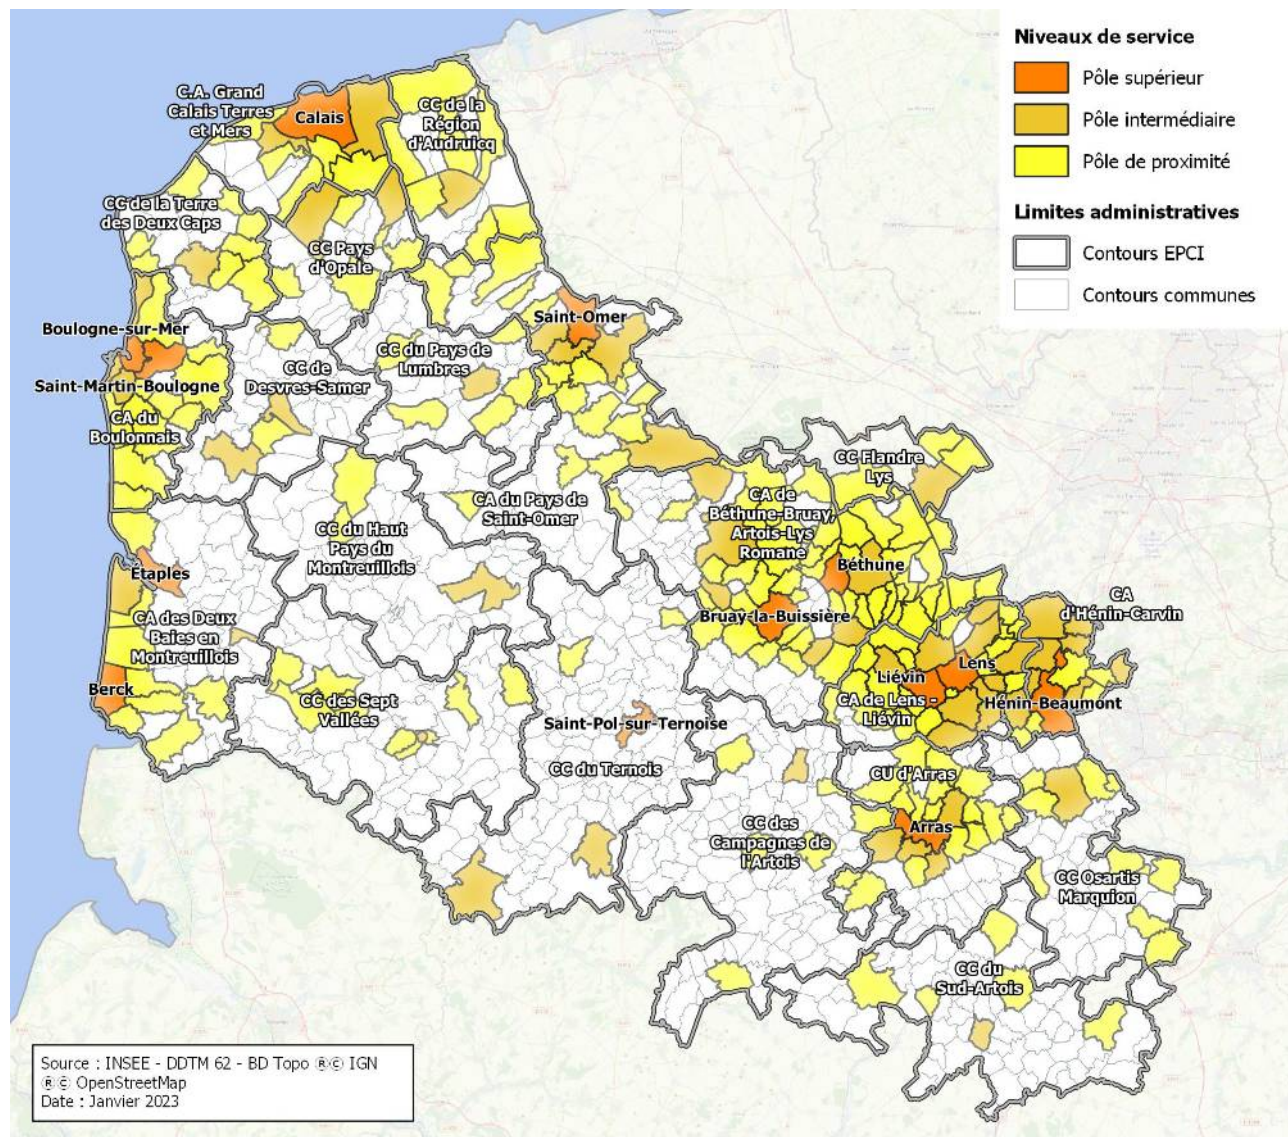 Niveaux de service
Pôle supérieur
Pôle intermédiaire
Pôle de proximité
Limites administratives
Contours EPCI
Contours communes
C.A. Grand
Calais Terres
et Mers
Calais
CC de la
Région
d'Audruicq
CC de la Terre
des Deux Caps
CC Pays
d'Opale
Boulogne-sur-Mer
Saint-Martin-Boulogne
CA du
Boulonnais
CC de
Desvres-Samer
CC du Pays de
Lumbres
Saint-Omer
CA du Pays de
Saint-Omer
CC du Haut
Pays du
Montreuillois
CC Flandre
Lys
CA de
Béthune-Bruay,
Artois-Lys
Romane
Béthune
Bruay-la-Buissière
Étaples
CA des Deux
Baies en
Montreuillois
Berck
CC des Sept
Vallées
Saint-Pol-sur-Ternoise
CC du Ternois
CA
d'Hénin-Carvin
Lens
Liévin
CA de Lens -
Liévin
Hénin-Beaumont
CU d'Arras
Arras
CC des
Campagnes de
l'Artois
CC Osartis
Marquion
CC du
Sud-Artois
Source : INSEE - DDTM 62 - BD Topo ®© IGN
®© OpenStreetMap
Date : Janvier 2023